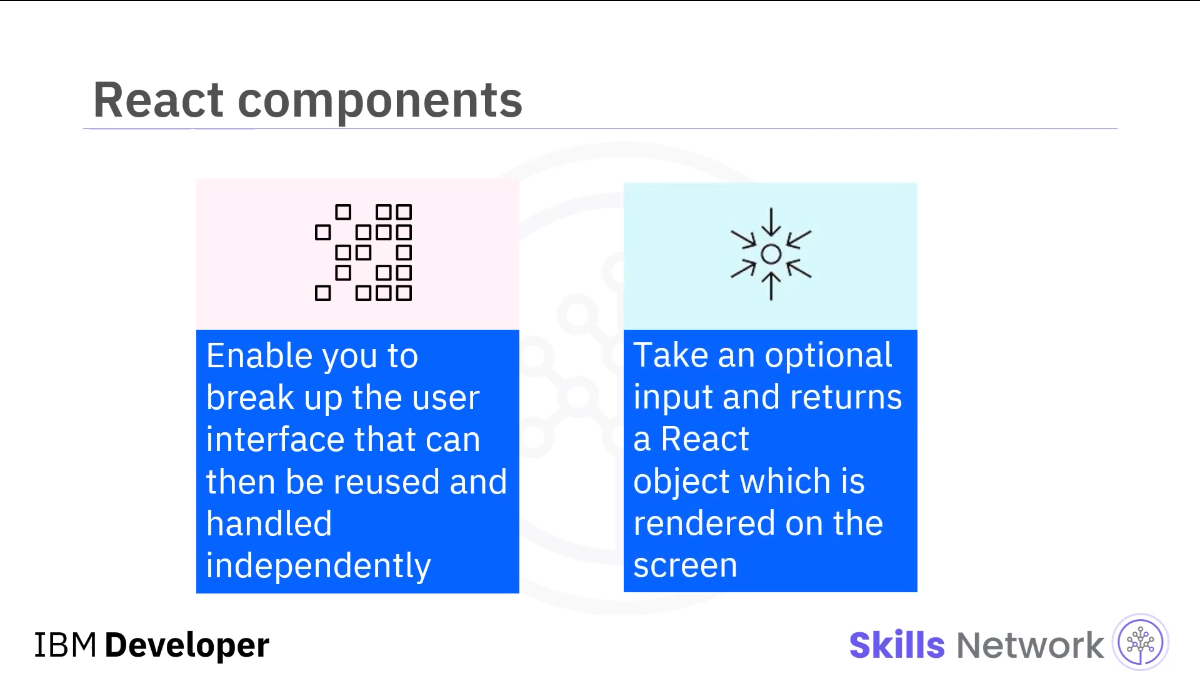 React components
Enable you to
break up the user
interface that can
then be reused and
handled
independently
Take an optional
input and returns
a React
object which is
rendered on the
screen
IBM Developer
Skills Network